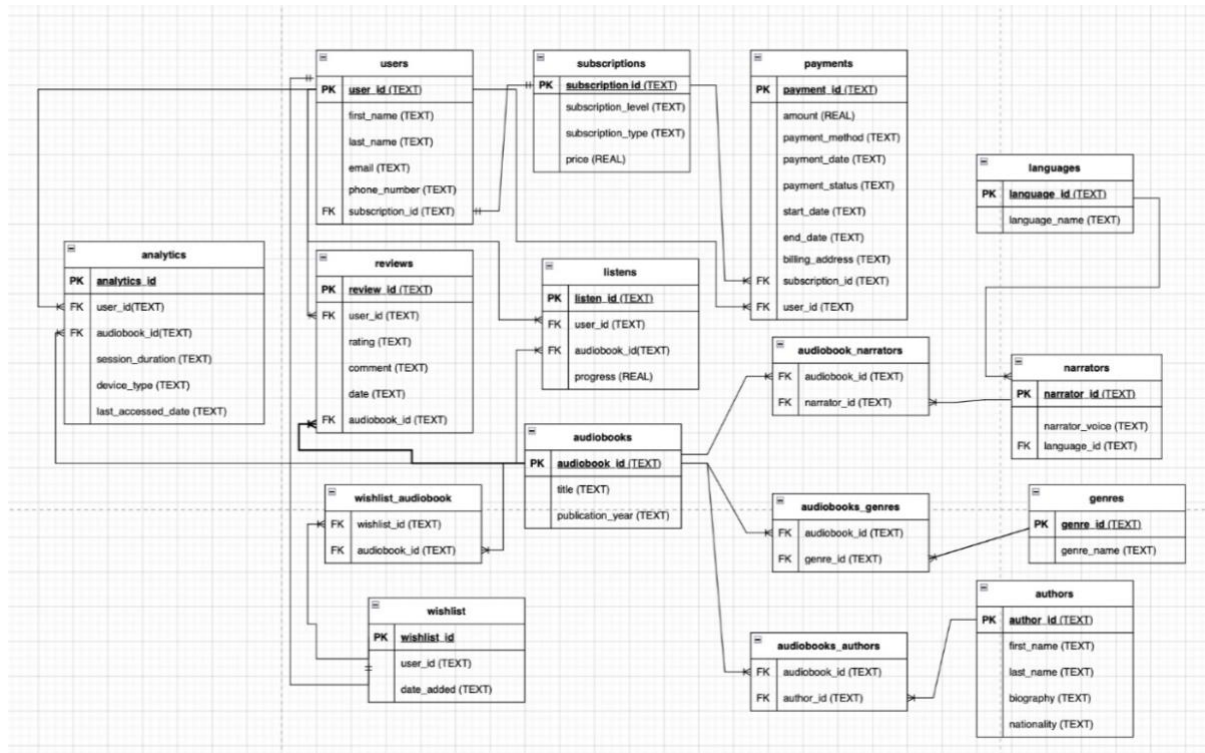 users
PK user_id (TEXT)
first_name (TEXT)
last_name (TEXT)
email (TEXT)
phone_number (TEXT)
FK subscription_id (TEXT)
subscriptions
PK subscription id (TEXT)
subscription_level (TEXT)
subscription_type (TEXT)
price (REAL)
payments
PK payment_id (TEXT)
amount (REAL)
payment_method (TEXT)
payment_date (TEXT)
payment_status (TEXT)
start_date (TEXT)
end_date (TEXT)
billing_address (TEXT)
FK subscription_id (TEXT)
FK user_id (TEXT)
languages
PK language_id (TEXT)
language_name (TEXT)
analytics
PK analytics_id
FK user_id(TEXT)
FK audiobook_id(TEXT)
session_duration (TEXT)
device_type (TEXT)
last_accessed_date (TEXT)
reviews
PK review_id (TEXT)
FK user_id (TEXT)
rating (TEXT)
comment (TEXT)
date (TEXT)
FK audiobook_id (TEXT)
listens
PK listen_id (TEXT)
FK user_id (TEXT)
FK audiobook_id(TEXT)
progress (REAL)
audiobook_narrators
FK audiobook_id (TEXT)
FK narrator_id (TEXT)
narrators
PK narrator_id (TEXT)
narrator_voice (TEXT)
FK language_id (TEXT)
audiobooks
PK audiobook_id (TEXT)
title (TEXT)
publication_year (TEXT)
wishlist_audiobook
FK wishlist_id (TEXT)
FK audiobook_id (TEXT)
audiobooks_genres
FK audiobook_id (TEXT)
FK genre_id (TEXT)
genres
PK genre_id (TEXT)
genre_name (TEXT)
wishlist
PK wishlist_id
user_id (TEXT)
date_added (TEXT)
audiobooks_authors
FK audiobook_id (TEXT)
FK author_id (TEXT)
authors
PK author_id (TEXT)
first_name (TEXT)
last_name (TEXT)
biography (TEXT)
nationality (TEXT)